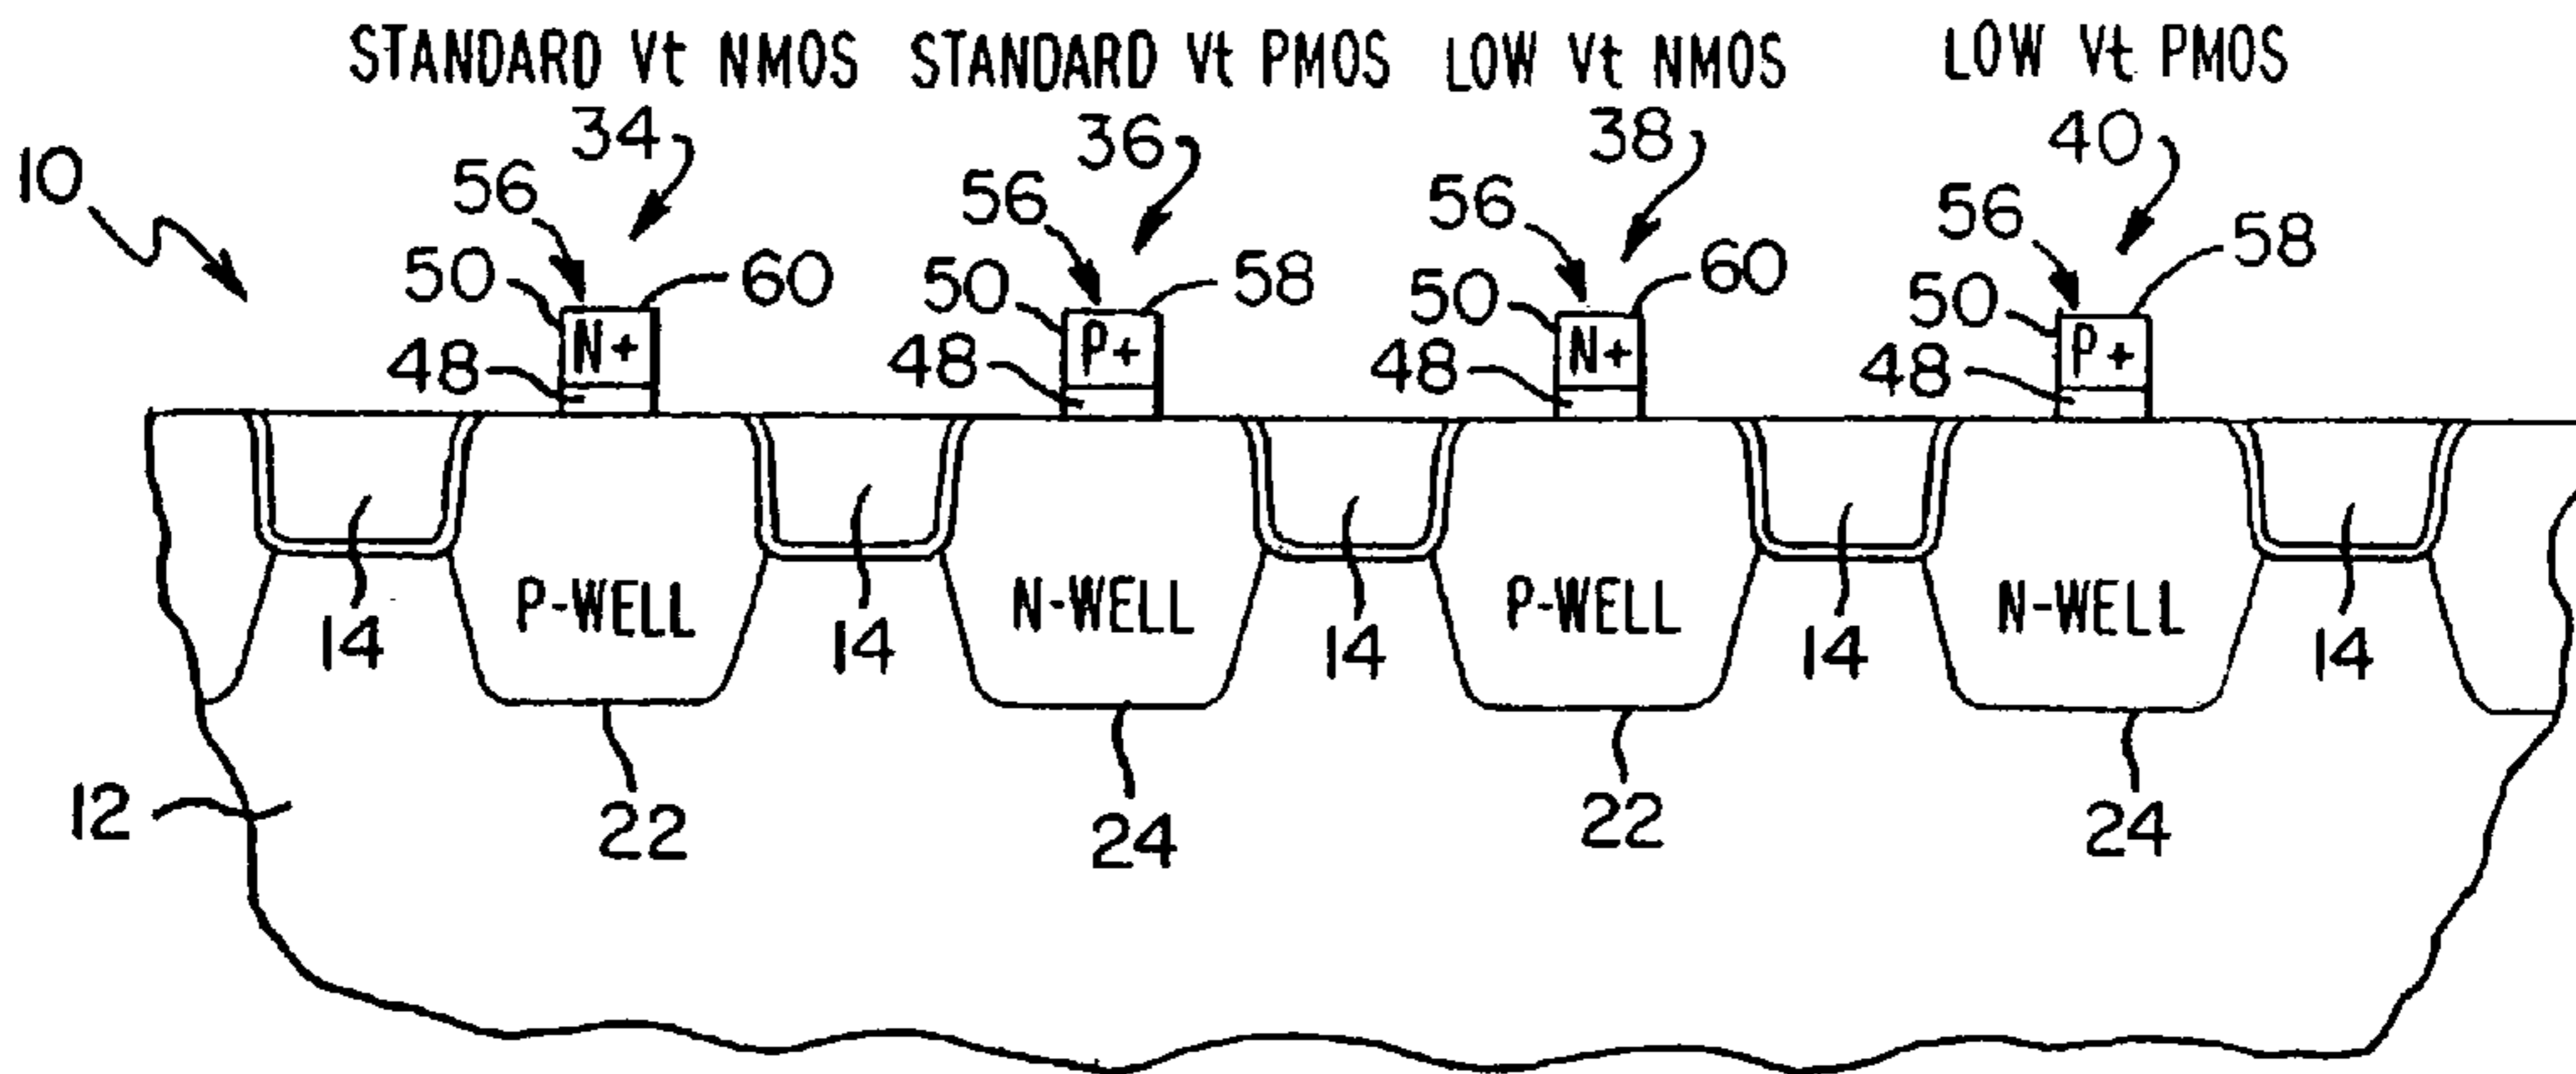 STANDARD Vt NMOS STANDARD Vt PMOS LOW Vt NMOS LOW Vt PMOS
34 36 38 40
10 56 56 56 56
50 60 50 58 50 60 50 58
N+ P+ N+ P+
48 48 48 48
P-WELL N-WELL P-WELL N-WELL
14 14 14 14 14
12 22 24 22 24